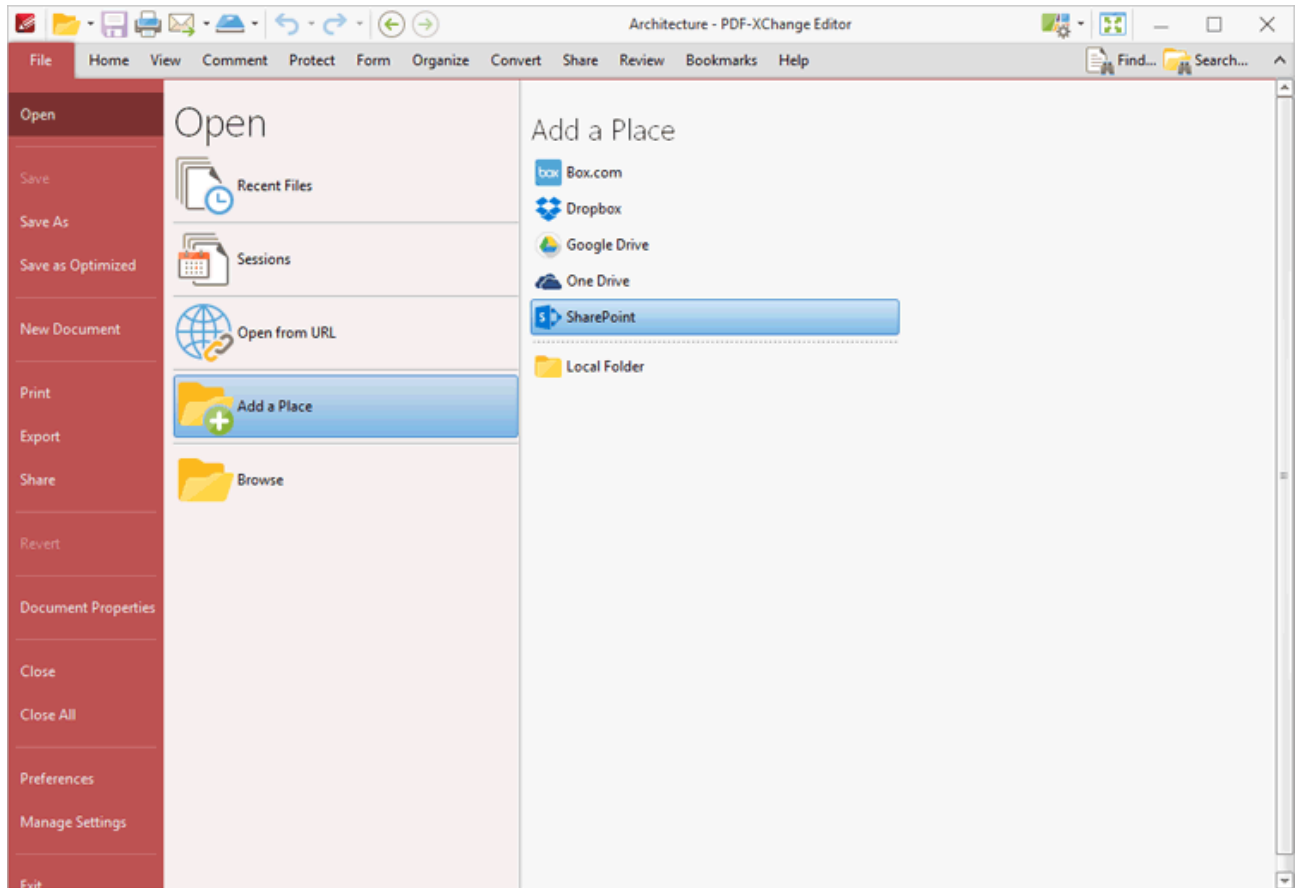 Architecture - PDF-XChange Editor
File Home View Comment Protect Form Organize Convert Share Review Bookmarks Help Find... Search...
Open
Save
Save As
Save as Optimized
New Document
Print
Export
Share
Revert
Document Properties
Close
Close All
Preferences
Manage Settings
Exit
Open
Recent Files
Sessions
Open from URL
Add a Place
Browse
Add a Place
box Box.com
Dropbox
Google Drive
One Drive
S SharePoint
Local Folder